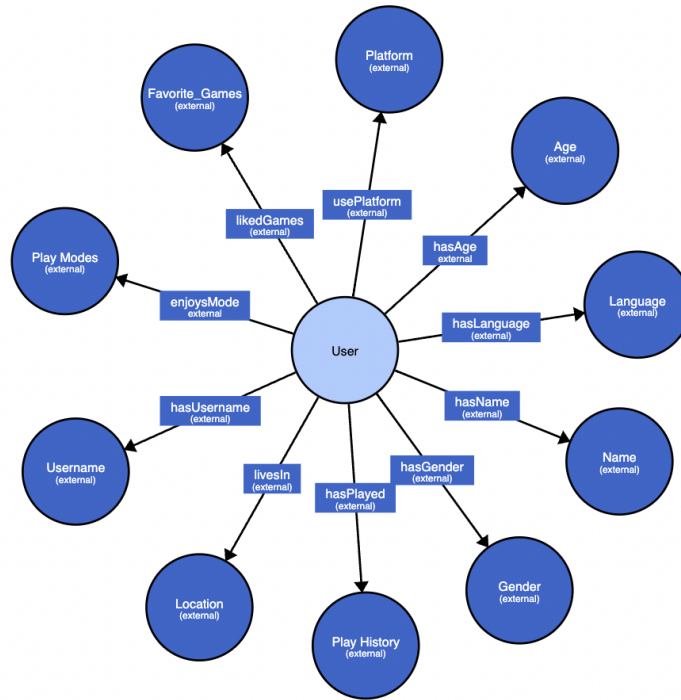 Platform
(external)
Favorite_Games
(external)
Age
(external)
usePlatform
(external)
likedGames
(external)
hasAge
external
Play Modes
(external)
enjoysMode
external
Language
(external)
hasLanguage
(external)
User
hasUsername
(external)
hasName
(external)
Username
(external)
Name
(external)
livesIn
(external)
hasPlayed
(external)
hasGender
(external)
Location
(external)
Play History
(external)
Gender
(external)